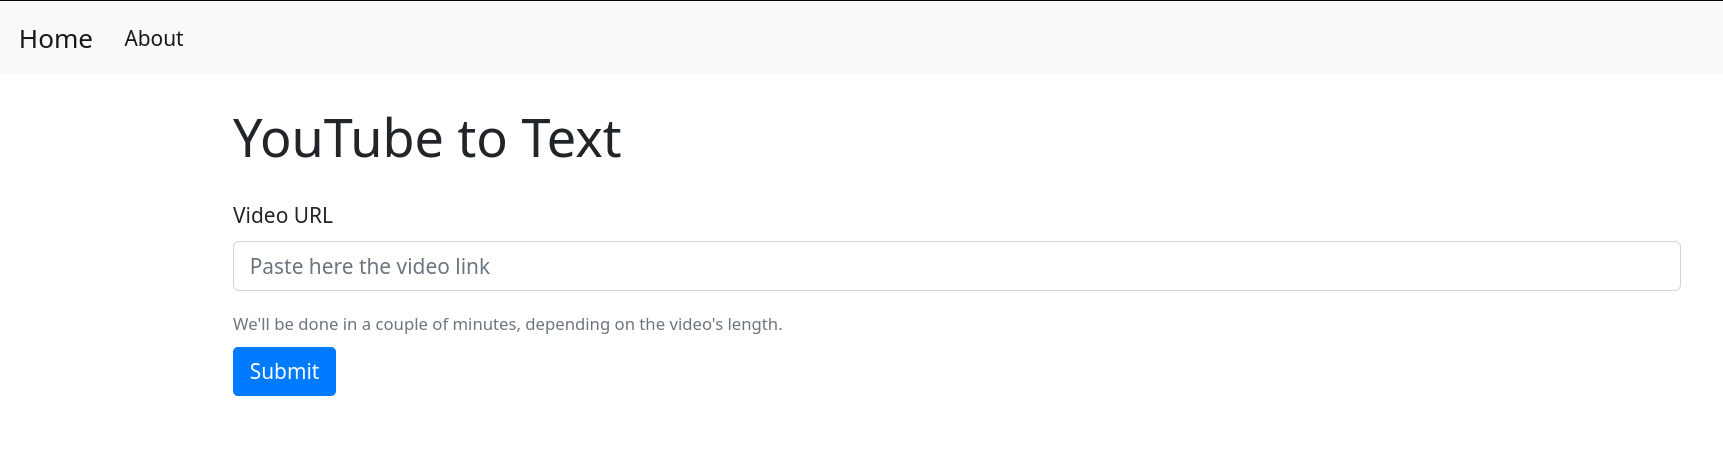 Home About
YouTube to Text
Video URL
Paste here the video link
We'll be done in a couple of minutes, depending on the video's length.
Submit